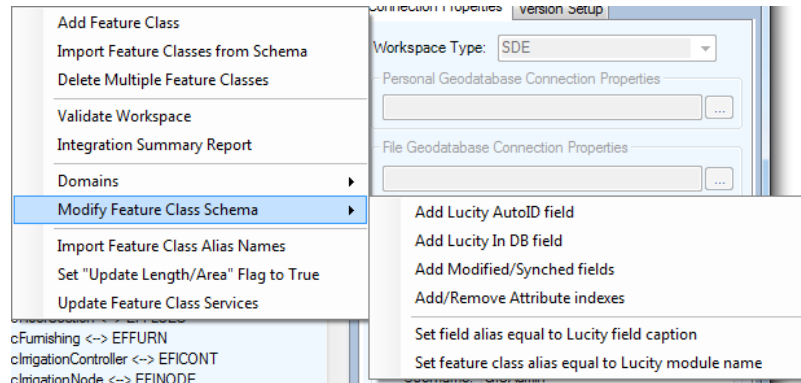 Connection Properties
Version Setup
Add Feature Class
Import Feature Classes from Schema
Delete Multiple Feature Classes
Validate Workspace
Integration Summary Report
Domains
Modify Feature Class Schema
Import Feature Class Alias Names
Set "Update Length/Area" Flag to True
Update Feature Class Services
Workspace Type: SDE
Personal Geodatabase Connection Properties
...
File Geodatabase Connection Properties
...
Add Lucity AutoID field
Add Lucity In DB field
Add Modified/Synched fields
Add/Remove Attribute indexes
Set field alias equal to Lucity field caption
Set feature class alias equal to Lucity module name
cFurnishing <--> EFFURN
cIrrigationController <--> EFICONT
cIrrigationNode <--> EFINODE